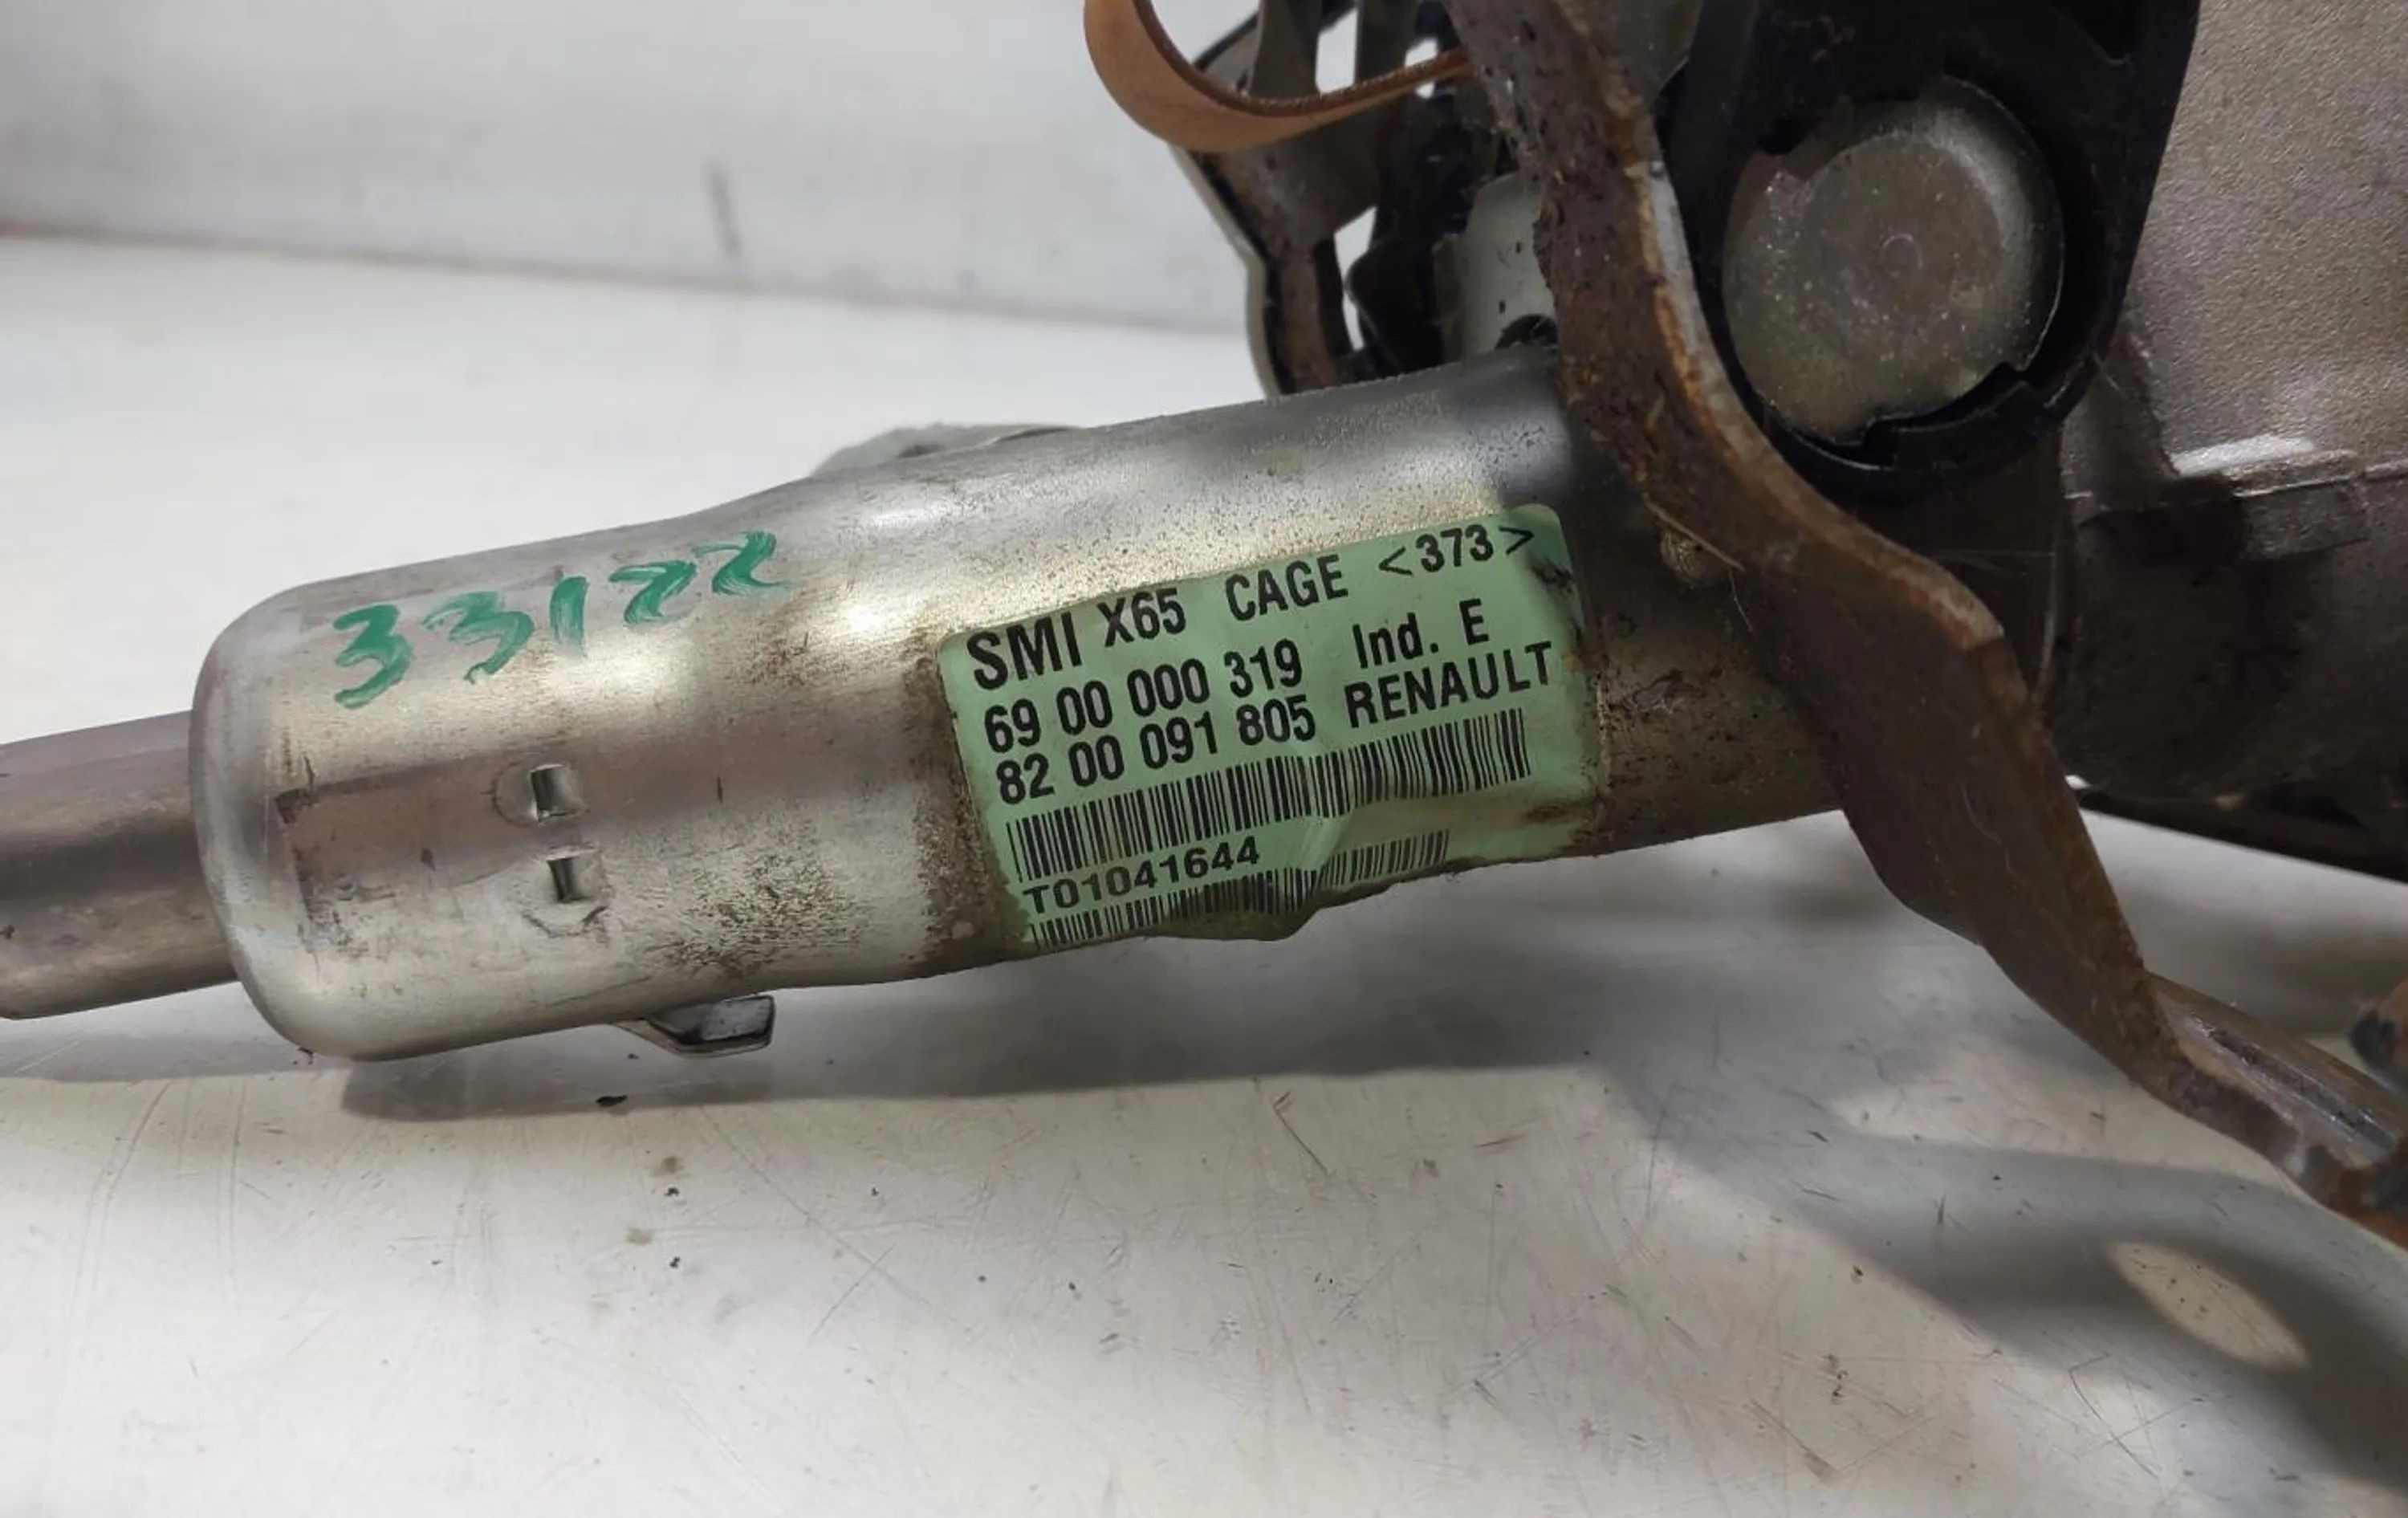 33122
SMI X65 CAGE <373>
69 00 000 319 Ind. E
82 00 091 805 RENAULT
T01041644